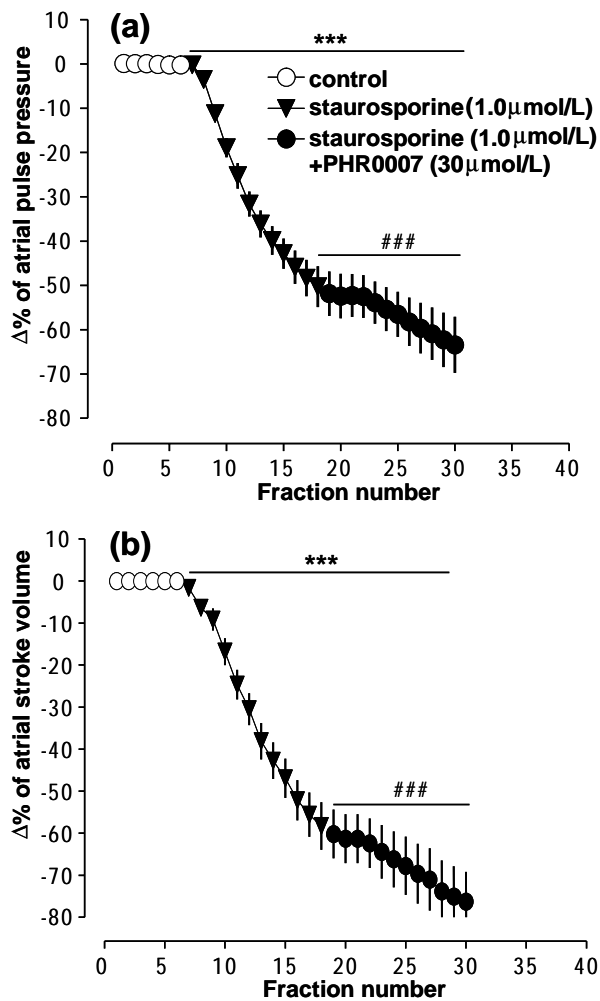 10
(a)
***
0
control
-10
staurosporine(1.0μmol/L)
staurosporine (1.0μmol/L)
+PHR0007 (30μmol/L)
-20
-30
-40
###
-50
-60
-70
-80
Δ% of atrial pulse pressure
0 5 10 15 20 25 30 35 40
Fraction number
10
(b)
***
0
-10
-20
-30
-40
-50
###
-60
-70
-80
Δ% of atrial stroke volume
0 5 10 15 20 25 30 35 40
Fraction number